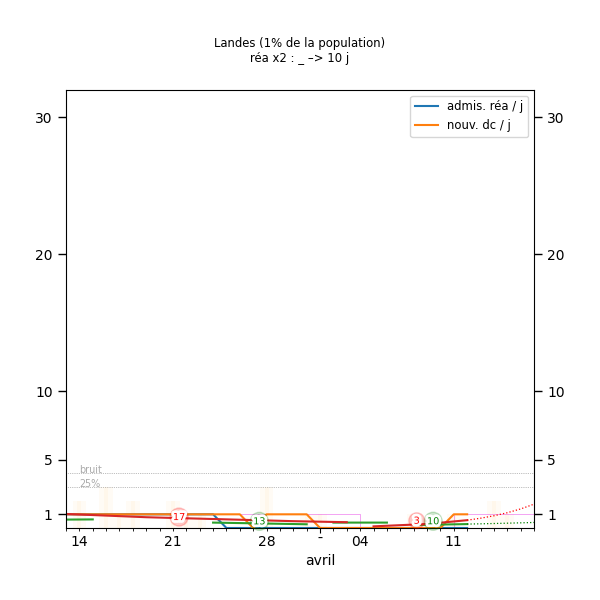 Landes (1% de la population)
réa x2 : _ –> 10 j
admis. réa / j
nouv. dc / j
30 30
20 20
10 10
5 5
bruit
25%
1 17 13 3 10 1
14 21 28 - 04 11
avril